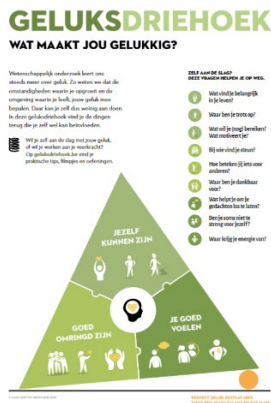 GELUKSDRIEHOEK
WAT MAAKT JOU GELUKKIG?
Wetenschappelijk onderzoek leert ons
steeds meer over geluk. Zo weten we dat de
omstandigheden waarin je opgroeit en de
omgeving waarin je leeft, jouw geluk mee
bepalen. Daar kan je zelf dus weinig aan doen.
In deze geluksdriehoek vind je de dingen
terug die je zelf wel kan beïnvloeden.
Wil je zelf aan de slag met jouw geluk,
of wil je werken aan je veerkracht?
Op geluksdriehoek.be vind je
praktische tips, filmpjes en oefeningen.
ZELF AAN DE SLAG?
DEZE VRAGEN HELPEN JE OP WEG.
Wat vind je belangrijk
in je leven?
Waar ben je trots op?
Wat wil je (nog) bereiken?
Wat motiveert je?
Bij wie vind je steun?
Hoe beteken jij iets voor
anderen?
Waar ben je dankbaar
voor?
Wat helpt je om je
gedachten los te laten?
Ben je soms niet te
streng voor jezelf?
Waar krijg je energie van?
JEZELF
KUNNEN ZIJN
GOED
OMRINGD ZIJN
JE GOED
VOELEN
PERFECT GELUK BESTAAT NIET.